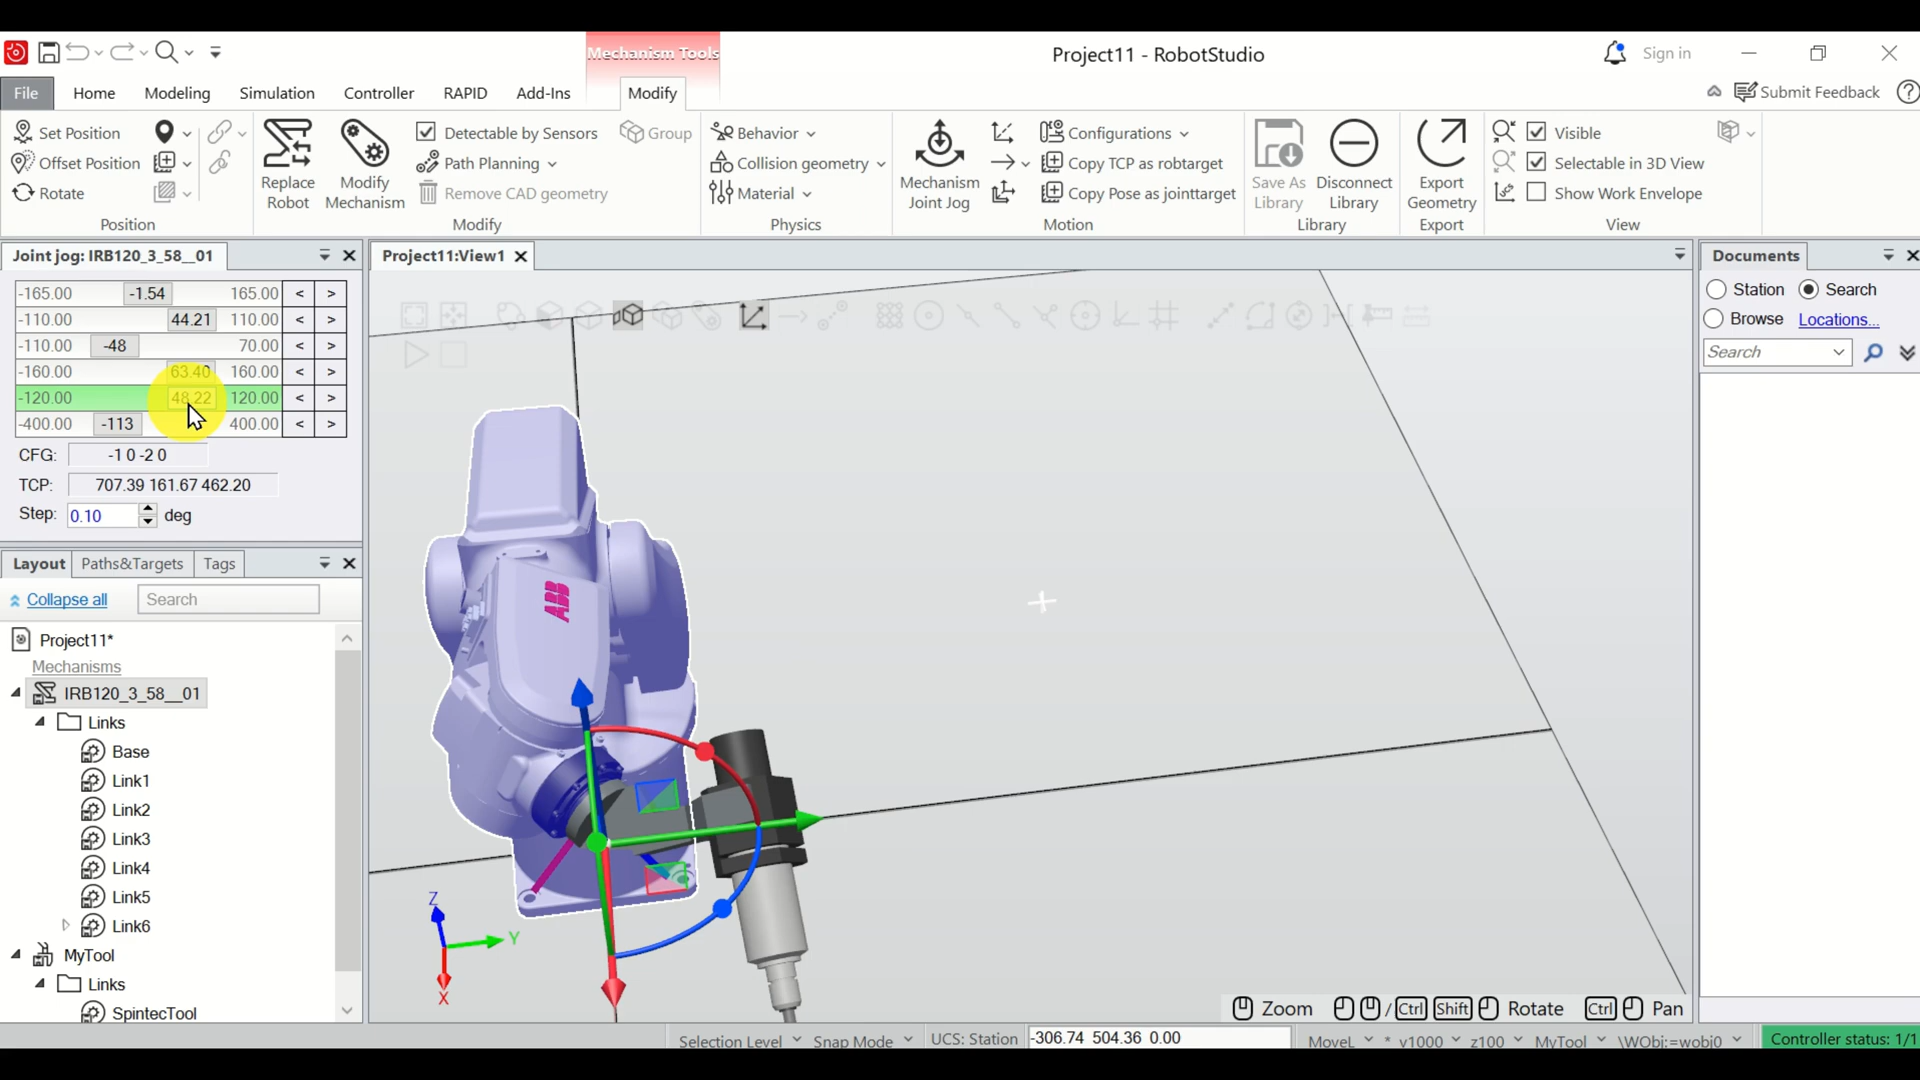 Mechanism Tools
Project11 - RobotStudio
Sign in
File Home Modeling Simulation Controller RAPID Add-Ins Modify
Submit Feedback
Set Position
Offset Position
Rotate
Position
Replace Robot
Modify Mechanism
Detectable by Sensors
Path Planning
Remove CAD geometry
Group
Modify
Behavior
Collision geometry
Material
Physics
Mechanism Joint Jog
Configurations
Copy TCP as robtarget
Copy Pose as jointtarget
Motion
Save As Library
Disconnect Library
Library
Export Geometry
Export
Visible
Selectable in 3D View
Show Work Envelope
View
Joint jog: IRB120_3_58__01
-165.00 -1.54 165.00 < >
-110.00 44.21 110.00 < >
-110.00 -48 70.00 < >
-160.00 63.40 160.00 < >
-120.00 48.22 120.00 < >
-400.00 -113 400.00 < >
CFG: -1 0 -2 0
TCP: 707.39 161.67 462.20
Step: 0.10 deg
Layout Paths&Targets Tags
Collapse all Search
Project11*
Mechanisms
IRB120_3_58__01
Links
Base
Link1
Link2
Link3
Link4
Link5
Link6
MyTool
Links
SpintecTool
Project11:View1
ABB
Z
Y
X
Zoom / Ctrl Shift Rotate Ctrl Pan
Documents
Station Search
Browse Locations...
Search
Selection Level Snap Mode UCS: Station -306.74 504.36 0.00 MoveL * v1000 z100 MyTool \WObj:=wobj0 Controller status: 1/1